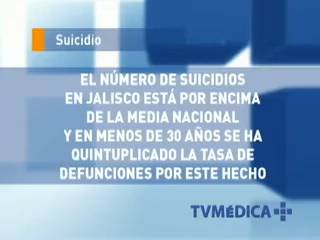 Suicidio
EL NÚMERO DE SUICIDIOS
EN JALISCO ESTÁ POR ENCIMA
DE LA MEDIA NACIONAL
Y EN MENOS DE 30 AÑOS SE HA
QUINTUPLICADO LA TASA DE
DEFUNCIONES POR ESTE HECHO
TVMÉDICA